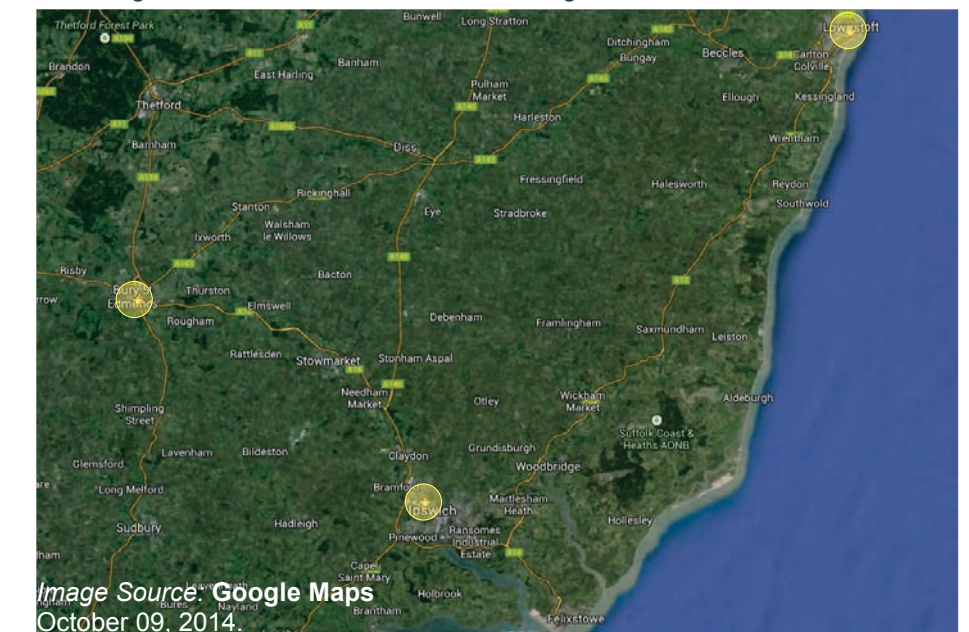 Thetford Forest Park
Bunwell
Long Stratton
Lowestoft
Ditchingham
Bungay
Beccles
Carlton
Colville
Brandon
East Harling
Banham
Pulham
Market
Ellough
Kessingland
Thetford
Harleston
Wrentham
Barnham
Diss
Fressingfield
Halesworth
Reydon
Rickinghall
Southwold
Stanton
Eye
Stradbroke
Walsham
le Willows
Ixworth
Risby
Bacton
A12
Bury St
Edmunds
Thurston
Elmswell
rrow
Rougham
Debenham
Framlingham
Saxmundham
Leiston
Rattlesden
Stowmarket
Stonham Aspal
Needham
Market
Otley
Wickham
Market
Aldeburgh
Shimpling
Street
Suffolk Coast &
Heaths AONB
Lavenham
Bildeston
Claydon
Grundisburgh
Glemsford
Woodbridge
Long Melford
Bramford
Ipswich
Martlesham
Heath
Hollesley
Sudbury
Hadleigh
Pinewood
Ransomes
Industrial
Estate
Capel
Saint Mary
Holbrook
Image Source: Google Maps
Bures
Nayland
Brantham
Felixstowe
October 09, 2014.